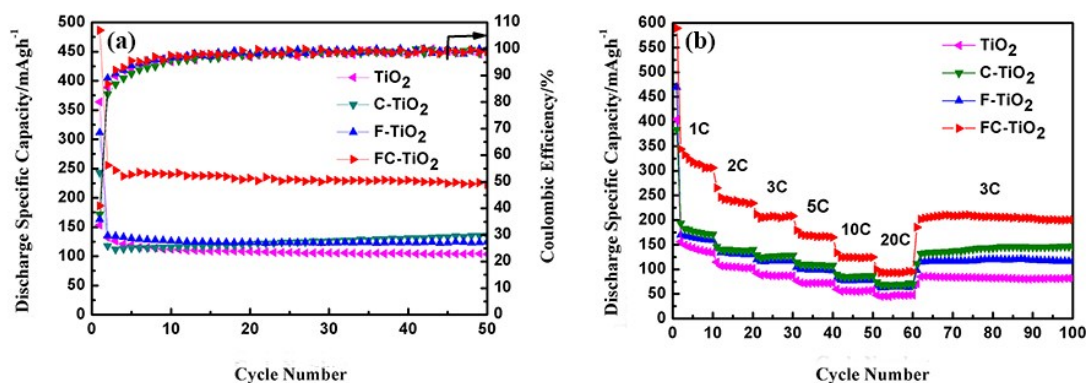 (a)
Discharge Specific Capacity/mAgh⁻¹
500
450
400
350
300
250
200
150
100
50
0
TiO₂
C-TiO₂
F-TiO₂
FC-TiO₂
110
100
90
80
70
60
50
40
30
20
10
0
Coulombic Efficiency/%
0 10 20 30 40 50
Cycle Number
(b)
Discharge Specific Capacity/mAgh⁻¹
600
550
500
450
400
350
300
250
200
150
100
50
0
TiO₂
C-TiO₂
F-TiO₂
FC-TiO₂
1C
2C
3C
5C
10C
20C
3C
0 10 20 30 40 50 60 70 80 90 100
Cycle Number